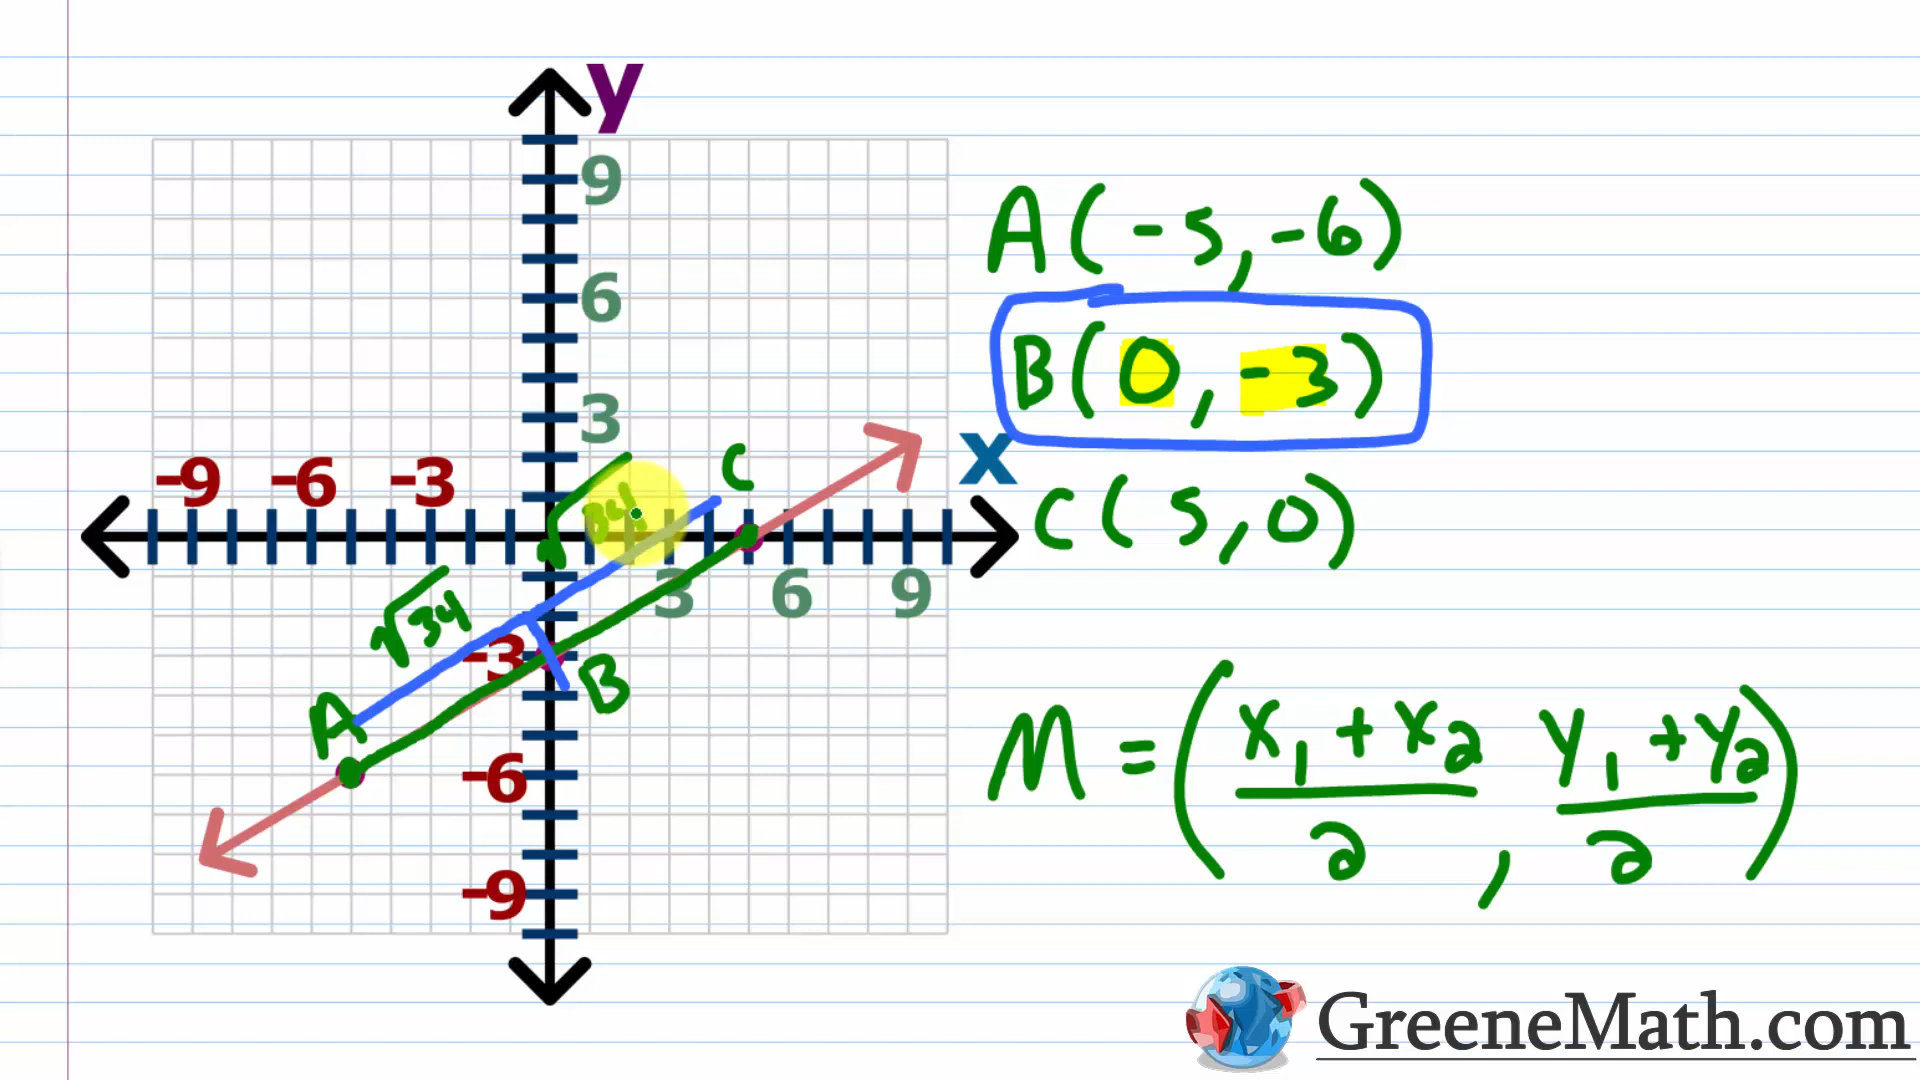 y
9
6
3
-9 -6 -3
x
3 6 9
-3
-6
-9
√34
√34
A
B
C
A(-5,-6)
B(0,-3)
C(5,0)
M = (x₁+x₂/2, y₁+y₂/2)
GreeneMath.com